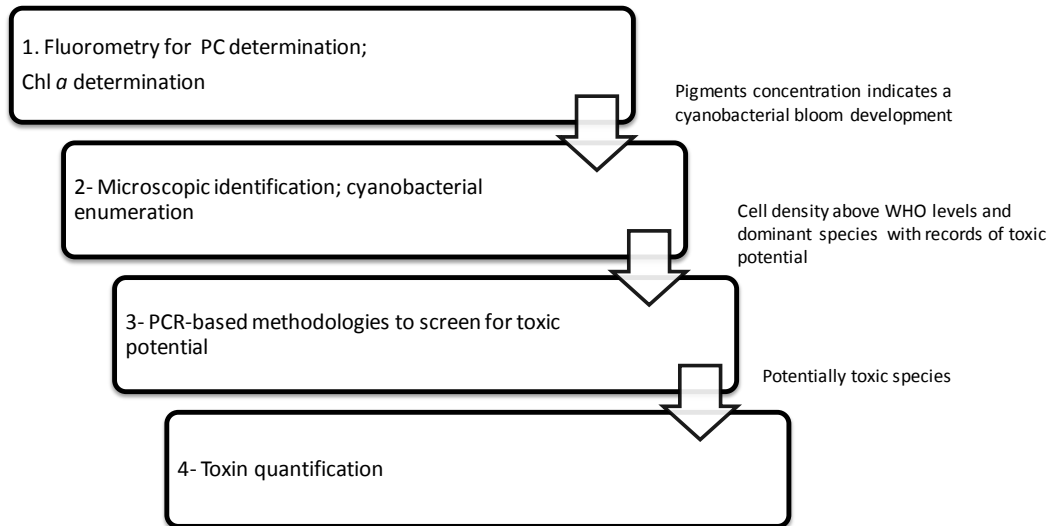 1. Fluorometry for PC determination;
Chl a determination
Pigments concentration indicates a
cyanobacterial bloom development
2- Microscopic identification; cyanobacterial
enumeration
Cell density above WHO levels and
dominant species with records of toxic
potential
3- PCR-based methodologies to screen for toxic
potential
Potentially toxic species
4- Toxin quantification